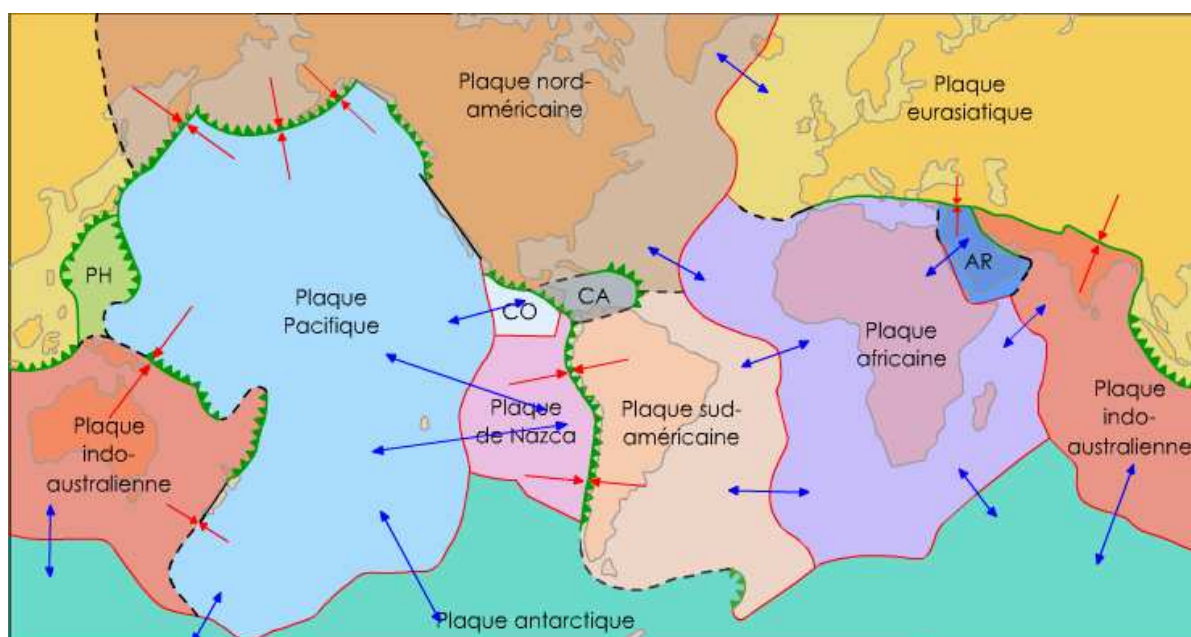 Plaque nord-
américaine
Plaque
eurasiatique
PH
Plaque
Pacifique
CO
CA
AR
Plaque
africaine
Plaque
indo-
australienne
Plaque
de Nazca
Plaque sud-
américaine
Plaque
indo-
australienne
Plaque antarctique